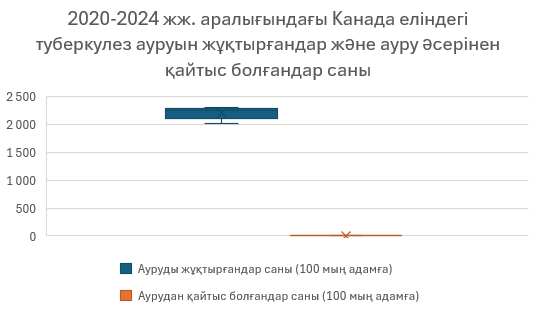 2020-2024 жж. аралығындағы Канада еліндегі
туберкулез ауруын жұқтырғандар және ауру әсерінен
қайтыс болғандар саны
2 500
2 000
1 500
1 000
500
0
Ауруды жұқтырғандар саны (100 мың адамға)
Аурудан қайтыс болғандар саны (100 мың адамға)